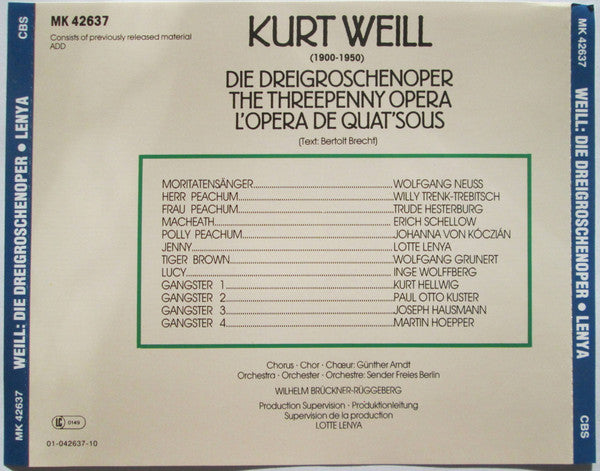 CBS
WEILL: DIE DREIGROSCHENOPER • LENYA
MK 42637
MK 42637
Consists of previously released material
ADD
KURT WEILL
(1900-1950)
DIE DREIGROSCHENOPER
THE THREEPENNY OPERA
L'OPERA DE QUAT'SOUS
(Text: Bertolt Brecht)
MORITATENSÄNGER WOLFGANG NEUSS
HERR PEACHUM WILLY TRENK-TREBITSCH
FRAU PEACHUM TRUDE HESTERBURG
MACHEATH ERICH SCHELLOW
POLLY PEACHUM JOHANNA VON KÓCZIÁN
JENNY LOTTE LENYA
TIGER BROWN WOLFGANG GRUNERT
LUCY INGE WOLFFBERG
GANGSTER 1 KURT HELLWIG
GANGSTER 2 PAUL OTTO KUSTER
GANGSTER 3 JOSEPH HAUSMANN
GANGSTER 4 MARTIN HOEPPER
Chorus · Chor · Chœur: Günther Arndt
Orchestra · Orchester · Orchestre: Sender Freies Berlin
WILHELM BRÜCKNER-RÜGGEBERG
Production Supervision · Produktionleitung
Supervision de la production
LOTTE LENYA
LC 0149
01-042637-10
MK 42637
WEILL: DIE DREIGROSCHENOPER • LENYA
CBS